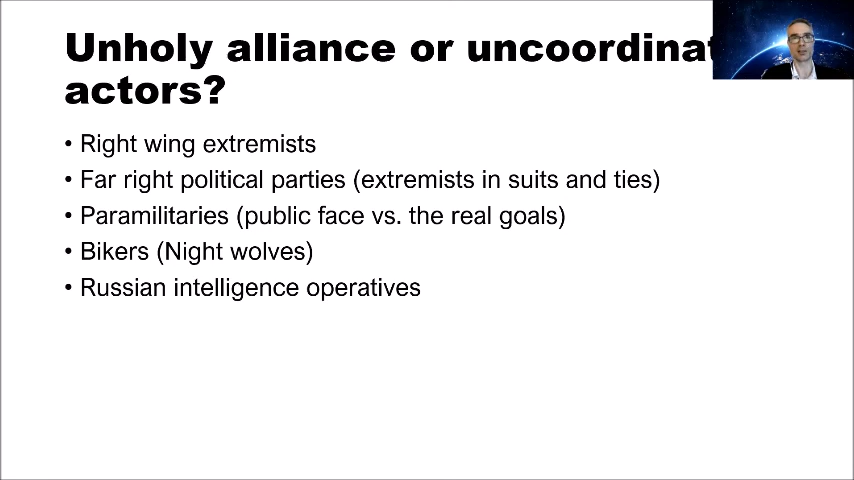 Unholy alliance or uncoordinat
actors?
• Right wing extremists
• Far right political parties (extremists in suits and ties)
• Paramilitaries (public face vs. the real goals)
• Bikers (Night wolves)
• Russian intelligence operatives